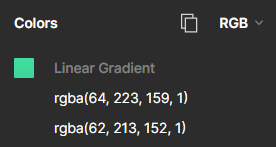 Colors RGB
Linear Gradient
rgba(64, 223, 159, 1)
rgba(62, 213, 152, 1)